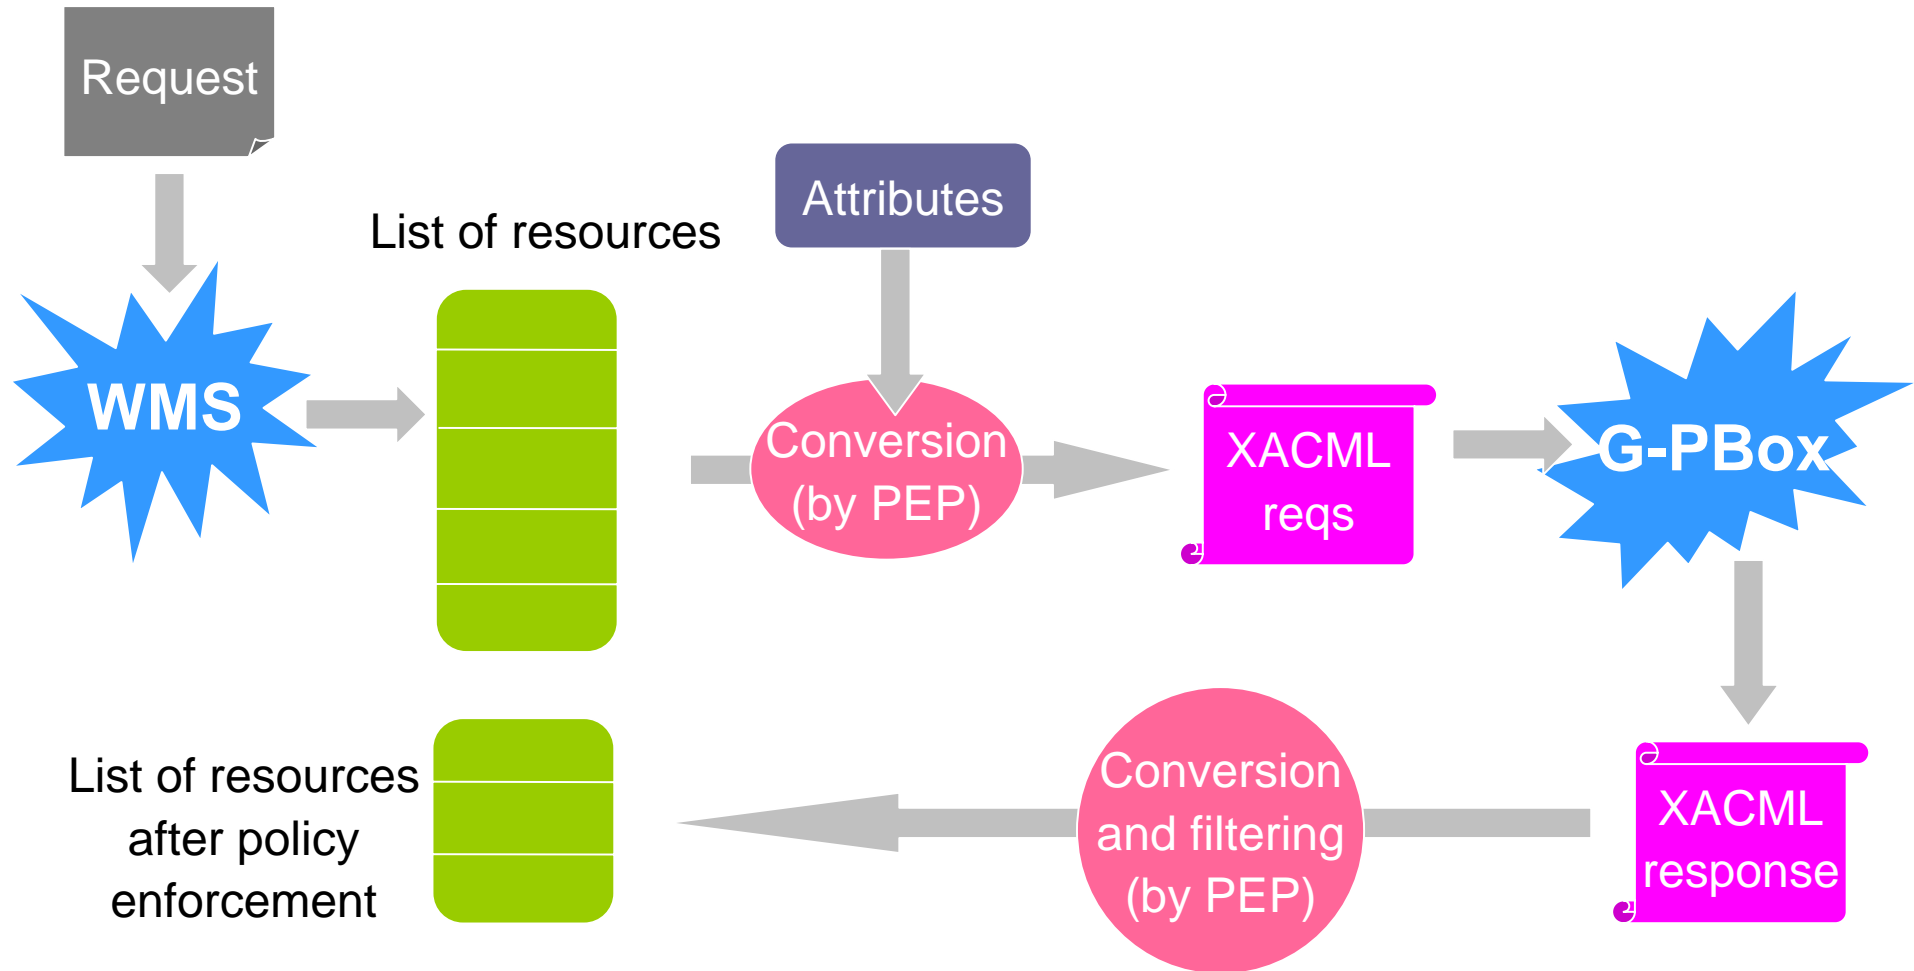 Request
Attributes
List of resources
WMS
Conversion
(by PEP)
XACML
reqs
G-PBox
List of resources
after policy
enforcement
Conversion
and filtering
(by PEP)
XACML
response